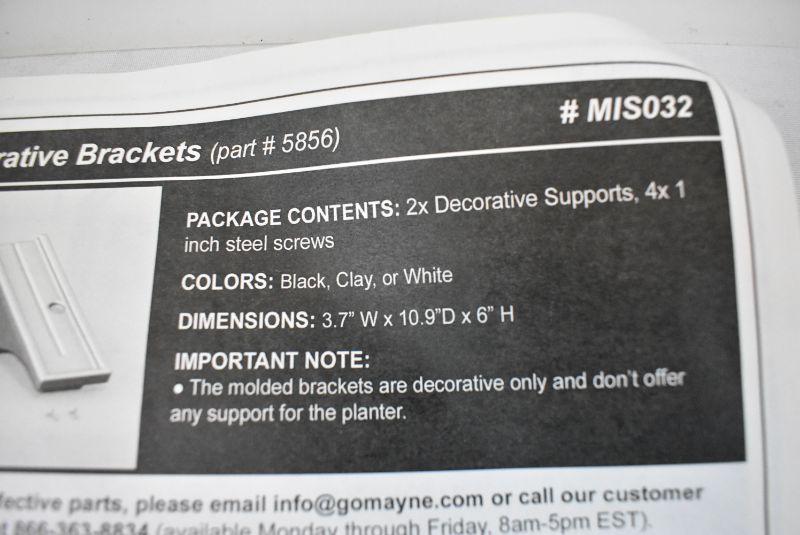 # MIS032
rative Brackets (part # 5856)
PACKAGE CONTENTS: 2x Decorative Supports, 4x 1
inch steel screws
COLORS: Black, Clay, or White
DIMENSIONS: 3.7” W x 10.9”D x 6” H
IMPORTANT NOTE:
● The molded brackets are decorative only and don’t offer
any support for the planter.
fective parts, please email info@gomayne.com or call our customer
866-363-8834 (available Monday through Friday, 8am-5pm EST).